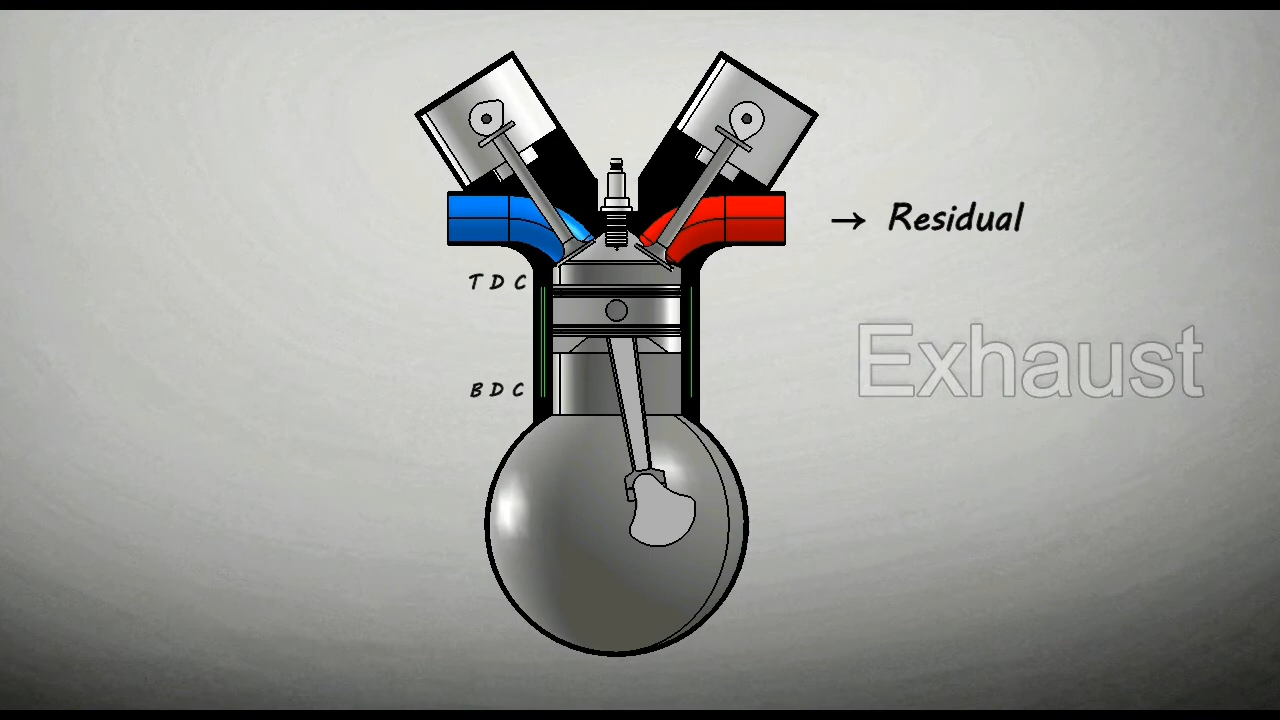 → Residual
T D C
Exhaust
B D C